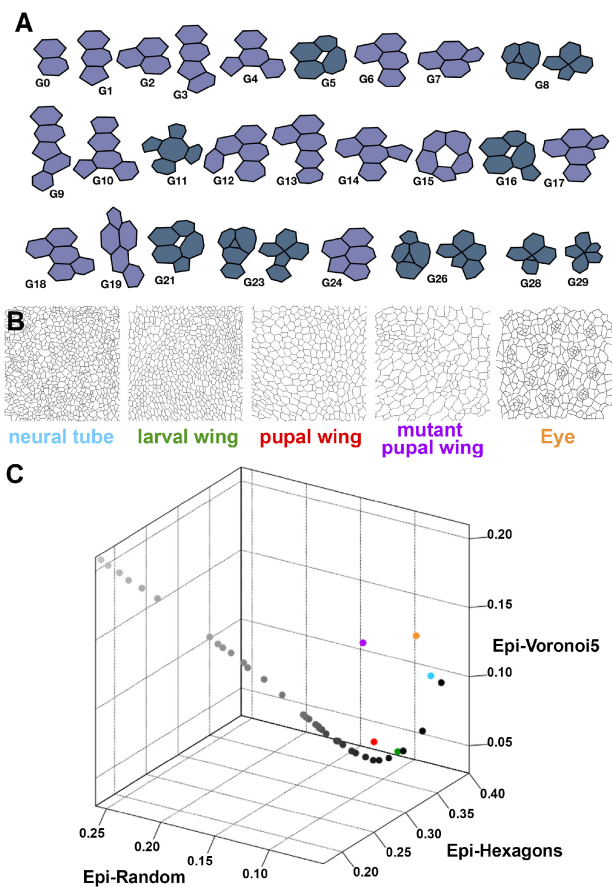 A
G0
G1
G2
G3
G4
G5
G6
G7
G8
G9
G10
G11
G12
G13
G14
G15
G16
G17
G18
G19
G21
G23
G24
G26
G28
G29
B
neural tube
larval wing
pupal wing
mutant
pupal wing
Eye
C
0.20
0.15
0.10
0.05
Epi-Voronoi5
0.40
0.35
0.30
0.25
0.20
Epi-Hexagons
0.25
0.20
0.15
0.10
Epi-Random